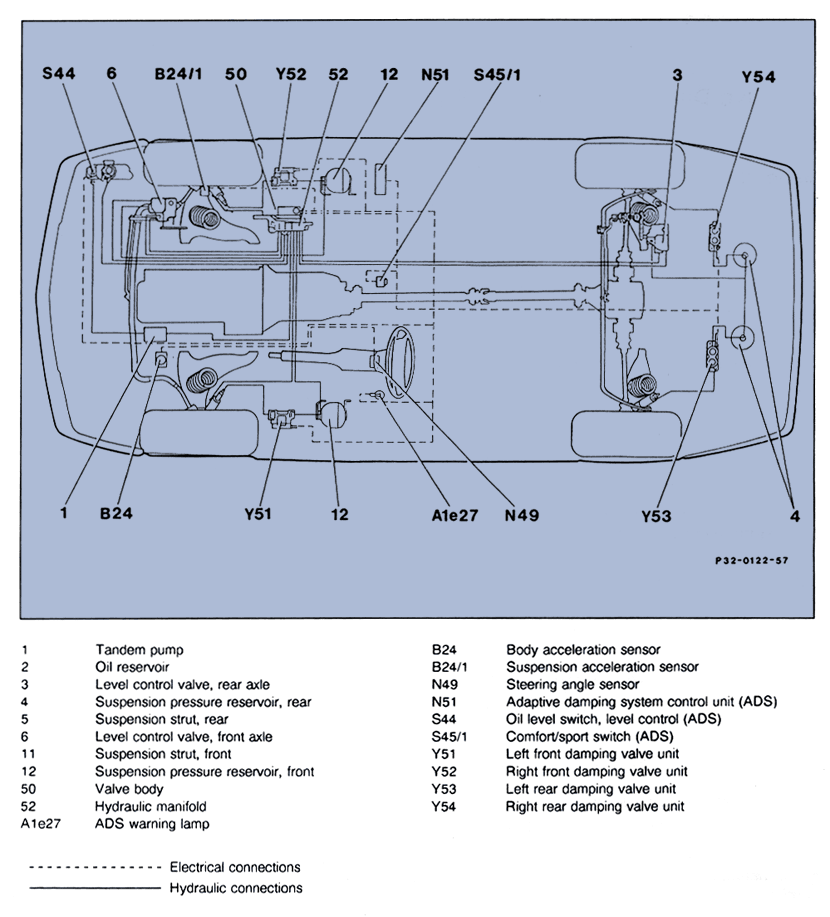 S44 6 B24/1 50 Y52 52 12 N51 S45/1 3 Y54
1 B24 Y51 12 A1e27 N49 Y53 4
P32-0122-57
1 Tandem pump
2 Oil reservoir
3 Level control valve, rear axle
4 Suspension pressure reservoir, rear
5 Suspension strut, rear
6 Level control valve, front axle
11 Suspension strut, front
12 Suspension pressure reservoir, front
50 Valve body
52 Hydraulic manifold
A1e27 ADS warning lamp
B24 Body acceleration sensor
B24/1 Suspension acceleration sensor
N49 Steering angle sensor
N51 Adaptive damping system control unit (ADS)
S44 Oil level switch, level control (ADS)
S45/1 Comfort/sport switch (ADS)
Y51 Left front damping valve unit
Y52 Right front damping valve unit
Y53 Left rear damping valve unit
Y54 Right rear damping valve unit
Electrical connections
Hydraulic connections